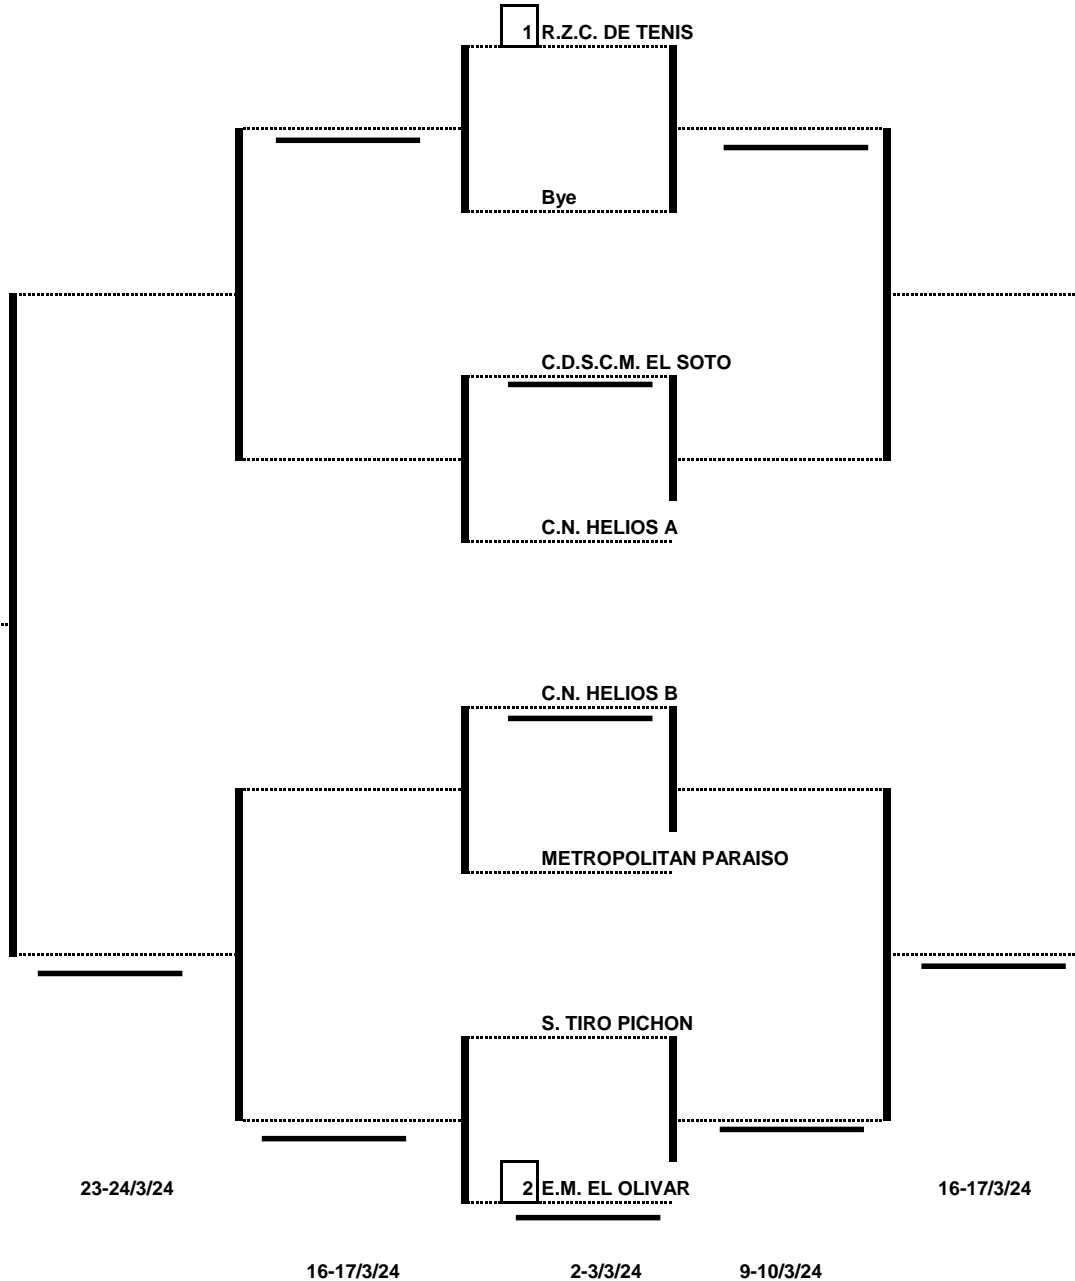 1 R.Z.C. DE TENIS
Bye
C.D.S.C.M. EL SOTO
C.N. HELIOS A
C.N. HELIOS B
METROPOLITAN PARAISO
S. TIRO PICHON
23-24/3/24 2 E.M. EL OLIVAR 16-17/3/24
16-17/3/24 2-3/3/24 9-10/3/24